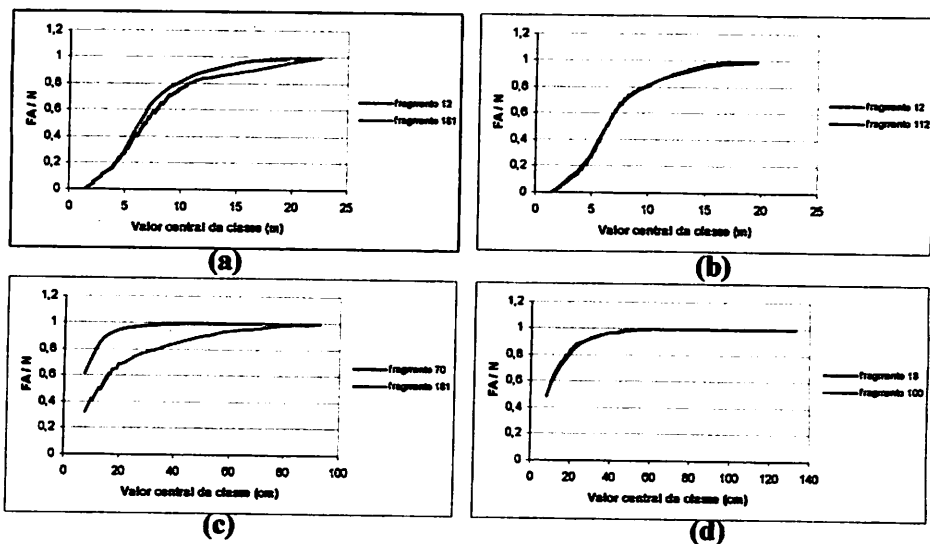 1,2
1
0,8
0,6
0,4
0,2
0
FA / N
0 5 10 15 20 25
Valor central da classe (m)
fragmento 12
fragmento 181
(a)
1,2
1
0,8
0,6
0,4
0,2
0
FA / N
0 5 10 15 20 25
Valor central da classe (m)
fragmento 12
fragmento 112
(b)
1,2
1
0,8
0,6
0,4
0,2
0
FA / N
0 20 40 60 80 100
Valor central da classe (cm)
fragmento 70
fragmento 181
(c)
1,2
1
0,8
0,6
0,4
0,2
0
FA / N
0 20 40 60 80 100 120 140
Valor central da classe (cm)
fragmento 18
fragmento 100
(d)